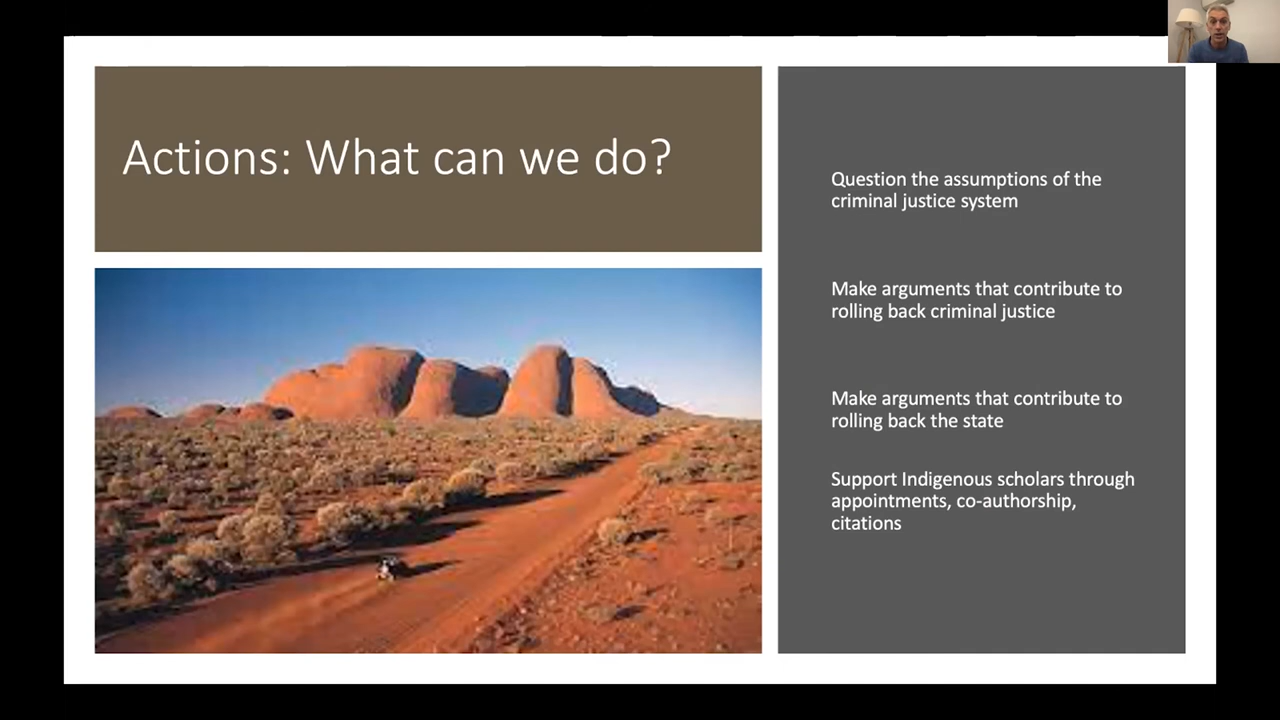 Actions: What can we do?
Question the assumptions of the
criminal justice system
Make arguments that contribute to
rolling back criminal justice
Make arguments that contribute to
rolling back the state
Support Indigenous scholars through
appointments, co-authorship,
citations